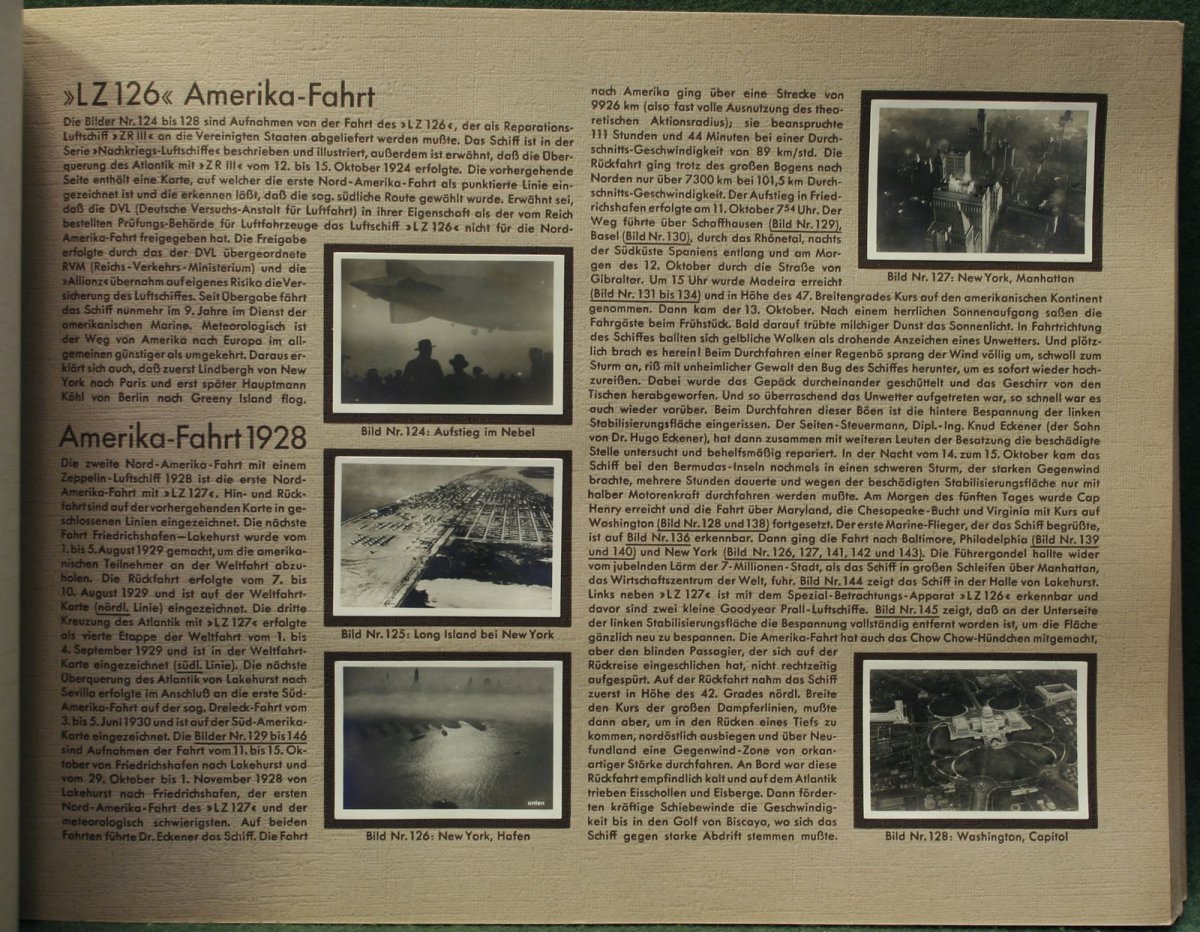 »LZ 126« Amerika-Fahrt
Die Bilder Nr. 124 bis 128 sind Aufnahmen von der Fahrt des »LZ 126«, der als Reparations-
Luftschiff »ZR III« an die Vereinigten Staaten abgeliefert werden mußte. Das Schiff ist in der
Serie »Nachkriegs-Luftschiffe« beschrieben und illustriert, außerdem ist erwähnt, daß die Über-
querung des Atlantik mit »ZR III« vom 12. bis 15. Oktober 1924 erfolgte. Die vorhergehende
Seite enthält eine Karte, auf welcher die erste Nord-Amerika-Fahrt als punktierte Linie ein-
gezeichnet ist und die erkennen läßt, daß die sog. südliche Route gewählt wurde. Erwähnt sei,
daß die DVL (Deutsche Versuchs-Anstalt für Luftfahrt) in ihrer Eigenschaft als der vom Reich
bestellten Prüfungs-Behörde für Luftfahrzeuge das Luftschiff »LZ 126« nicht für die Nord-
Amerika-Fahrt freigegeben hat. Die Freigabe
erfolgte durch das der DVL übergeordnete
RVM (Reichs-Verkehrs-Ministerium) und die
»Allianz« übernahm auf eigenes Risiko die Ver-
sicherung des Luftschiffes. Seit Übergabe fährt
das Schiff nunmehr im 9. Jahre im Dienst der
amerikanischen Marine. Meteorologisch ist
der Weg von Amerika nach Europa im all-
gemeinen günstiger als umgekehrt. Daraus er-
klärt sich auch, daß zuerst Lindbergh von New
York nach Paris und erst später Hauptmann
Köhl von Berlin nach Greeny Island flog.
Bild Nr. 124: Aufstieg im Nebel
Amerika-Fahrt 1928
Die zweite Nord-Amerika-Fahrt mit einem
Zeppelin-Luftschiff 1928 ist die erste Nord-
Amerika-Fahrt mit »LZ 127«. Hin- und Rück-
fahrt sind auf der vorhergehenden Karte in ge-
schlossenen Linien eingezeichnet. Die nächste
Fahrt Friedrichshafen–Lakehurst wurde vom
1. bis 5. August 1929 gemacht, um die amerika-
nischen Teilnehmer an der Weltfahrt abzu-
holen. Die Rückfahrt erfolgte vom 7. bis
10. August 1929 und ist auf der Weltfahrt-
Karte (nördl. Linie) eingezeichnet. Die dritte
Kreuzung des Atlantik mit »LZ 127« erfolgte
als vierte Etappe der Weltfahrt vom 1. bis
4. September 1929 und ist in der Weltfahrt-
Karte eingezeichnet (südl. Linie). Die nächste
Überquerung des Atlantik von Lakehurst nach
Sevilla erfolgte im Anschluß an die erste Süd-
Amerika-Fahrt auf der sog. Dreieck-Fahrt vom
3. bis 5. Juni 1930 und ist auf der Süd-Amerika-
Karte eingezeichnet. Die Bilder Nr. 129 bis 146
sind Aufnahmen der Fahrt vom 11. bis 15. Ok-
tober von Friedrichshafen nach Lakehurst und
vom 29. Oktober bis 1. November 1928 von
Lakehurst nach Friedrichshafen, der ersten
Nord-Amerika-Fahrt des »LZ 127« und der
meteorologisch schwierigsten. Auf beiden
Fahrten führte Dr. Eckener das Schiff. Die Fahrt
Bild Nr. 125: Long Island bei New York
unten
Bild Nr. 126: New York, Hafen
nach Amerika ging über eine Strecke von
9926 km (also fast volle Ausnutzung des theo-
retischen Aktionsradius); sie beanspruchte
111 Stunden und 44 Minuten bei einer Durch-
schnitts-Geschwindigkeit von 89 km/std. Die
Rückfahrt ging trotz des großen Bogens nach
Norden nur über 7300 km bei 101,5 km Durch-
schnitts-Geschwindigkeit. Der Aufstieg in Fried-
richshafen erfolgte am 11. Oktober 7⁵⁴ Uhr. Der
Weg führte über Schaffhausen (Bild Nr. 129),
Basel (Bild Nr. 130), durch das Rhônetal, nachts
der Südküste Spaniens entlang und am Mor-
gen des 12. Oktober durch die Straße von
Gibraltar. Um 15 Uhr wurde Madeira erreicht
Bild Nr. 127: New York, Manhattan
(Bild Nr. 131 bis 134) und in Höhe des 47. Breitengrades Kurs auf den amerikanischen Kontinent
genommen. Dann kam der 13. Oktober. Nach einem herrlichen Sonnenaufgang saßen die
Fahrgäste beim Frühstück. Bald darauf trübte milchiger Dunst das Sonnenlicht. In Fahrtrichtung
des Schiffes ballten sich gelbliche Wolken als drohende Anzeichen eines Unwetters. Und plötz-
lich brach es herein! Beim Durchfahren einer Regenbö sprang der Wind völlig um, schwoll zum
Sturm an, riß mit unheimlicher Gewalt den Bug des Schiffes herunter, um es sofort wieder hoch-
zureißen. Dabei wurde das Gepäck durcheinander geschüttelt und das Geschirr von den
Tischen herabgeworfen. Und so überraschend das Unwetter aufgetreten war, so schnell war es
auch wieder vorüber. Beim Durchfahren dieser Böen ist die hintere Bespannung der linken
Stabilisierungsfläche eingerissen. Der Seiten-Steuermann, Dipl.-Ing. Knud Eckener (der Sohn
von Dr. Hugo Eckener), hat dann zusammen mit weiteren Leuten der Besatzung die beschädigte
Stelle untersucht und behelfsmäßig repariert. In der Nacht vom 14. zum 15. Oktober kam das
Schiff bei den Bermudas-Inseln nochmals in einen schweren Sturm, der starken Gegenwind
brachte, mehrere Stunden dauerte und wegen der beschädigten Stabilisierungsfläche nur mit
halber Motorenkraft durchfahren werden mußte. Am Morgen des fünften Tages wurde Cap
Henry erreicht und die Fahrt über Maryland, die Chesapeake-Bucht und Virginia mit Kurs auf
Washington (Bild Nr. 128 und 138) fortgesetzt. Der erste Marine-Flieger, der das Schiff begrüßte,
ist auf Bild Nr. 136 erkennbar. Dann ging die Fahrt nach Baltimore, Philadelphia (Bild Nr. 139
und 140) und New York (Bild Nr. 126, 127, 141, 142 und 143). Die Führergondel hallte wider
vom jubelnden Lärm der 7-Millionen-Stadt, als das Schiff in großen Schleifen über Manhattan,
das Wirtschaftszentrum der Welt, fuhr. Bild Nr. 144 zeigt das Schiff in der Halle von Lakehurst.
Links neben »LZ 127« ist mit dem Spezial-Betrachtungs-Apparat »LZ 126« erkennbar und
davor sind zwei kleine Goodyear Prall-Luftschiffe. Bild Nr. 145 zeigt, daß an der Unterseite
der linken Stabilisierungsfläche die Bespannung vollständig entfernt worden ist, um die Fläche
gänzlich neu zu bespannen. Die Amerika-Fahrt hat auch das Chow Chow-Hündchen mitgemacht,
aber den blinden Passagier, der sich auf der
Rückreise eingeschlichen hat, nicht rechtzeitig
aufgespürt. Auf der Rückfahrt nahm das Schiff
zuerst in Höhe des 42. Grades nördl. Breite
den Kurs der großen Dampferlinien, mußte
dann aber, um in den Rücken eines Tiefs zu
kommen, nordöstlich ausbiegen und über Neu-
fundland eine Gegenwind-Zone von orkan-
artiger Stärke durchfahren. An Bord war diese
Rückfahrt empfindlich kalt und auf dem Atlantik
trieben Eisschollen und Eisberge. Dann förder-
ten kräftige Schiebewinde die Geschwindig-
keit bis in den Golf von Biscaya, wo sich das
Schiff gegen starke Abdrift stemmen mußte.
Bild Nr. 128: Washington, Capitol